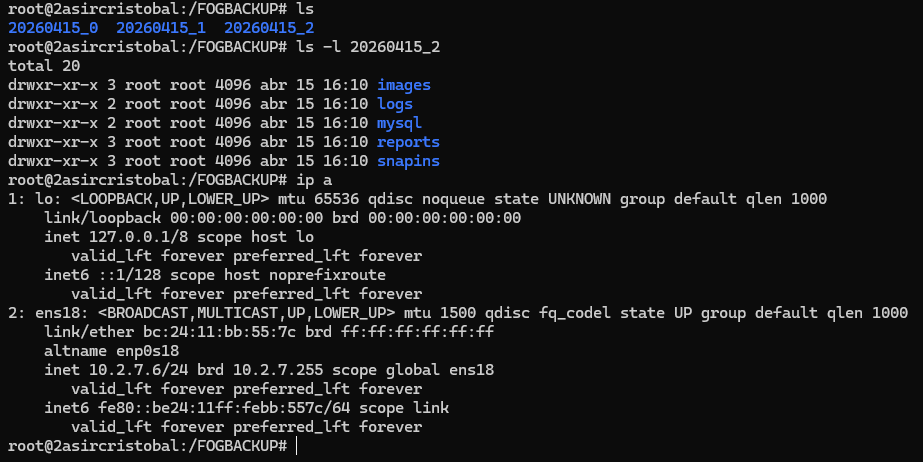 root@2asircristobal:/FOGBACKUP# ls
20260415_0  20260415_1  20260415_2
root@2asircristobal:/FOGBACKUP# ls -l 20260415_2
total 20
drwxr-xr-x 3 root root 4096 abr 15 16:10 images
drwxr-xr-x 2 root root 4096 abr 15 16:10 logs
drwxr-xr-x 2 root root 4096 abr 15 16:10 mysql
drwxr-xr-x 3 root root 4096 abr 15 16:10 reports
drwxr-xr-x 3 root root 4096 abr 15 16:10 snapins
root@2asircristobal:/FOGBACKUP# ip a
1: lo: <LOOPBACK,UP,LOWER_UP> mtu 65536 qdisc noqueue state UNKNOWN group default qlen 1000
    link/loopback 00:00:00:00:00:00 brd 00:00:00:00:00:00
    inet 127.0.0.1/8 scope host lo
       valid_lft forever preferred_lft forever
    inet6 ::1/128 scope host noprefixroute
       valid_lft forever preferred_lft forever
2: ens18: <BROADCAST,MULTICAST,UP,LOWER_UP> mtu 1500 qdisc fq_codel state UP group default qlen 1000
    link/ether bc:24:11:bb:55:7c brd ff:ff:ff:ff:ff:ff
    altname enp0s18
    inet 10.2.7.6/24 brd 10.2.7.255 scope global ens18
       valid_lft forever preferred_lft forever
    inet6 fe80::be24:11ff:febb:557c/64 scope link
       valid_lft forever preferred_lft forever
root@2asircristobal:/FOGBACKUP#